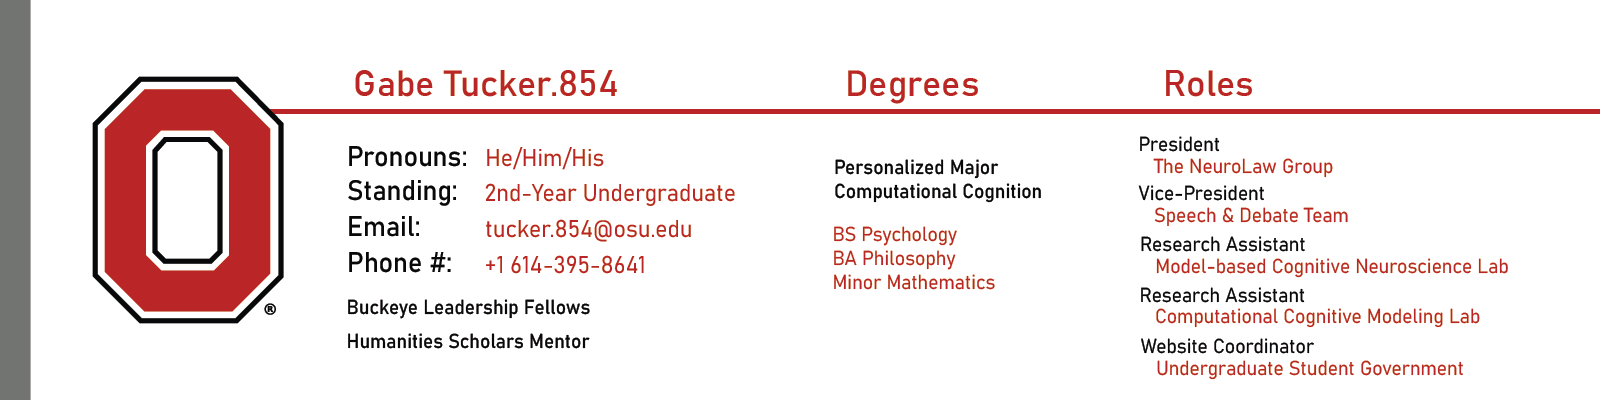 Gabe Tucker.854
Pronouns: He/Him/His
Standing: 2nd-Year Undergraduate
Email: tucker.854@osu.edu
Phone #: +1 614-395-8641
Buckeye Leadership Fellows
Humanities Scholars Mentor
Degrees
Personalized Major
Computational Cognition
BS Psychology
BA Philosophy
Minor Mathematics
Roles
President
The NeuroLaw Group
Vice-President
Speech & Debate Team
Research Assistant
Model-based Cognitive Neuroscience Lab
Research Assistant
Computational Cognitive Modeling Lab
Website Coordinator
Undergraduate Student Government
O
®